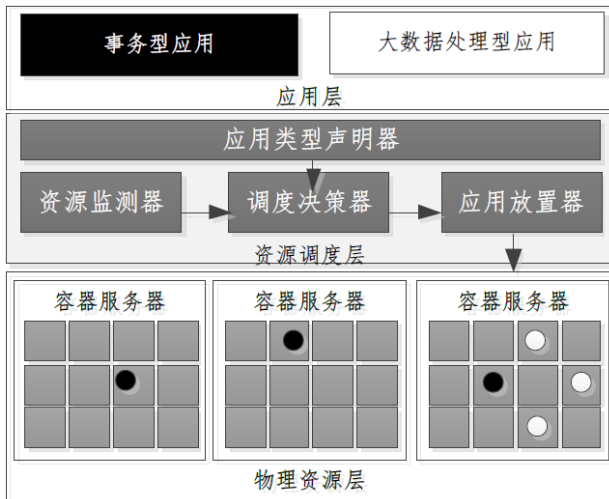 事务型应用
大数据处理型应用
应用层
应用类型声明器
资源监测器
调度决策器
应用放置器
资源调度层
容器服务器
容器服务器
容器服务器
物理资源层